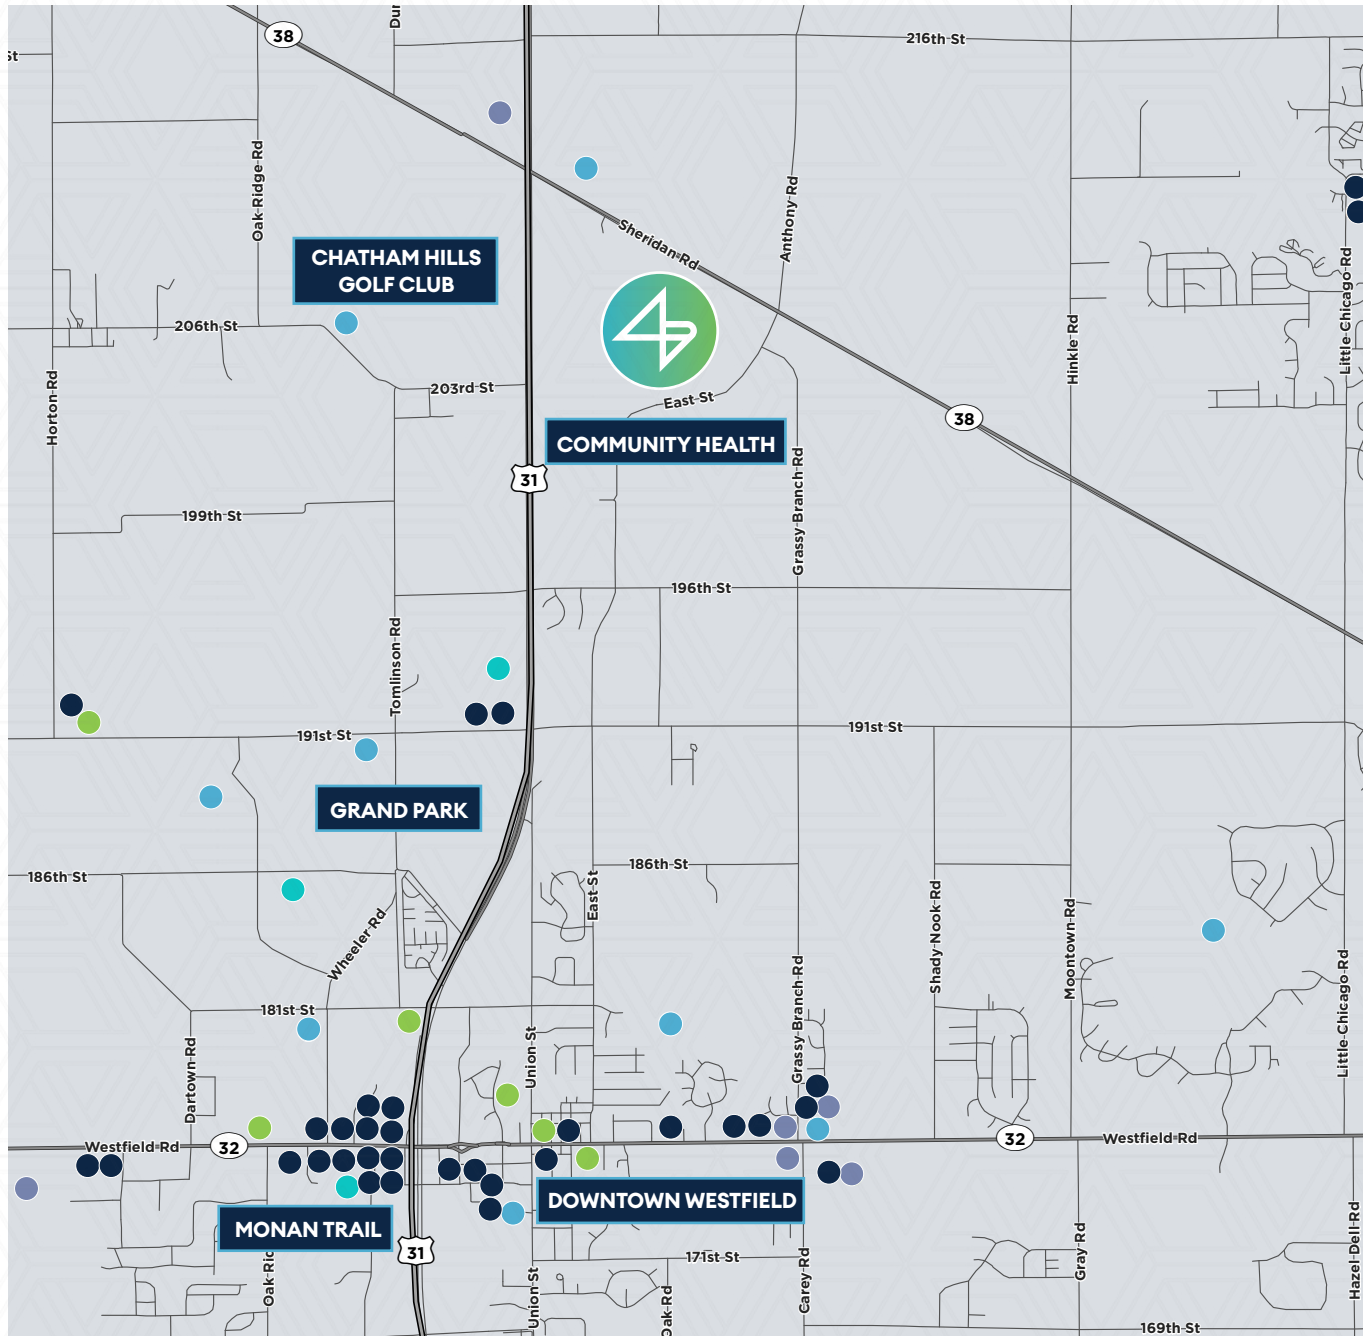 Dur
38
216th St
St
Oak Ridge Rd
Anthony Rd
Sheridan Rd
CHATHAM HILLS
GOLF CLUB
Little Chicago Rd
206th St
Hinkle Rd
Horton Rd
203rd St
East St
38
COMMUNITY HEALTH
31
Grassy Branch Rd
199th St
196th St
Tomlinson Rd
191st St
191st St
GRAND PARK
186th St
186th St
East St
Wheeler Rd
Shady Nook Rd
Moontown Rd
Grassy Branch Rd
Little Chicago Rd
181st St
Union St
Dartown Rd
Westfield Rd
32
32
Westfield Rd
DOWNTOWN WESTFIELD
MONAN TRAIL
31
171st St
Oak Ric
Union St
Oak Rd
Carey Rd
Gray Rd
Hazel Dell Rd
169th St